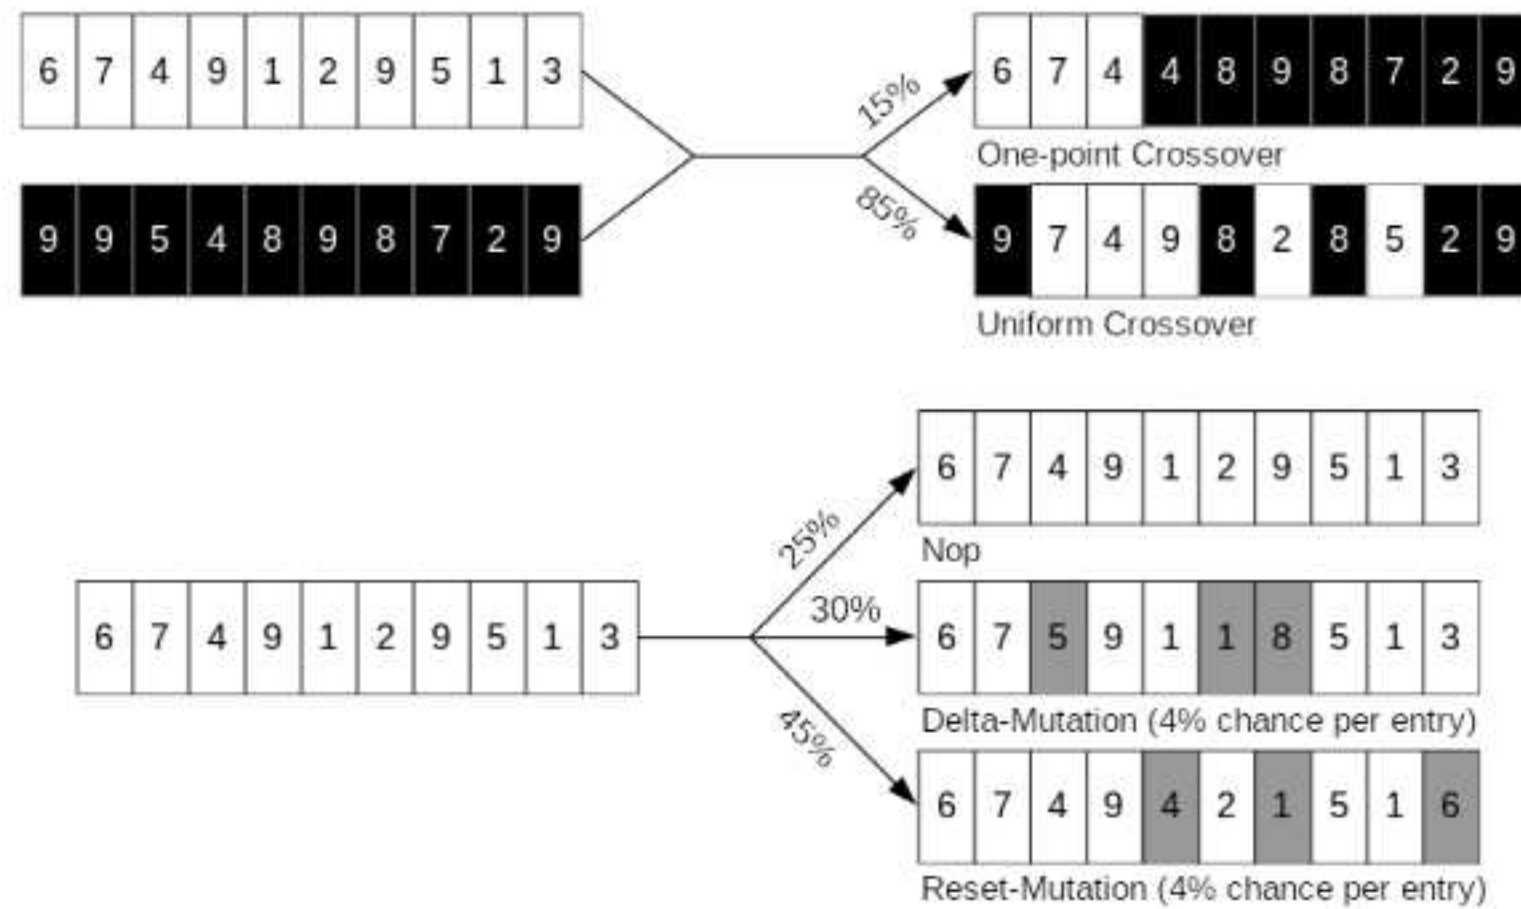 6 7 4 9 1 2 9 5 1 3
6 7 4 4 8 9 8 7 2 9
15%
One-point Crossover
85%
9 9 5 4 8 9 8 7 2 9
9 7 4 9 8 2 8 5 2 9
Uniform Crossover
6 7 4 9 1 2 9 5 1 3
25%
Nop
6 7 4 9 1 2 9 5 1 3
30%
6 7 5 9 1 1 8 5 1 3
Delta-Mutation (4% chance per entry)
45%
6 7 4 9 4 2 1 5 1 6
Reset-Mutation (4% chance per entry)